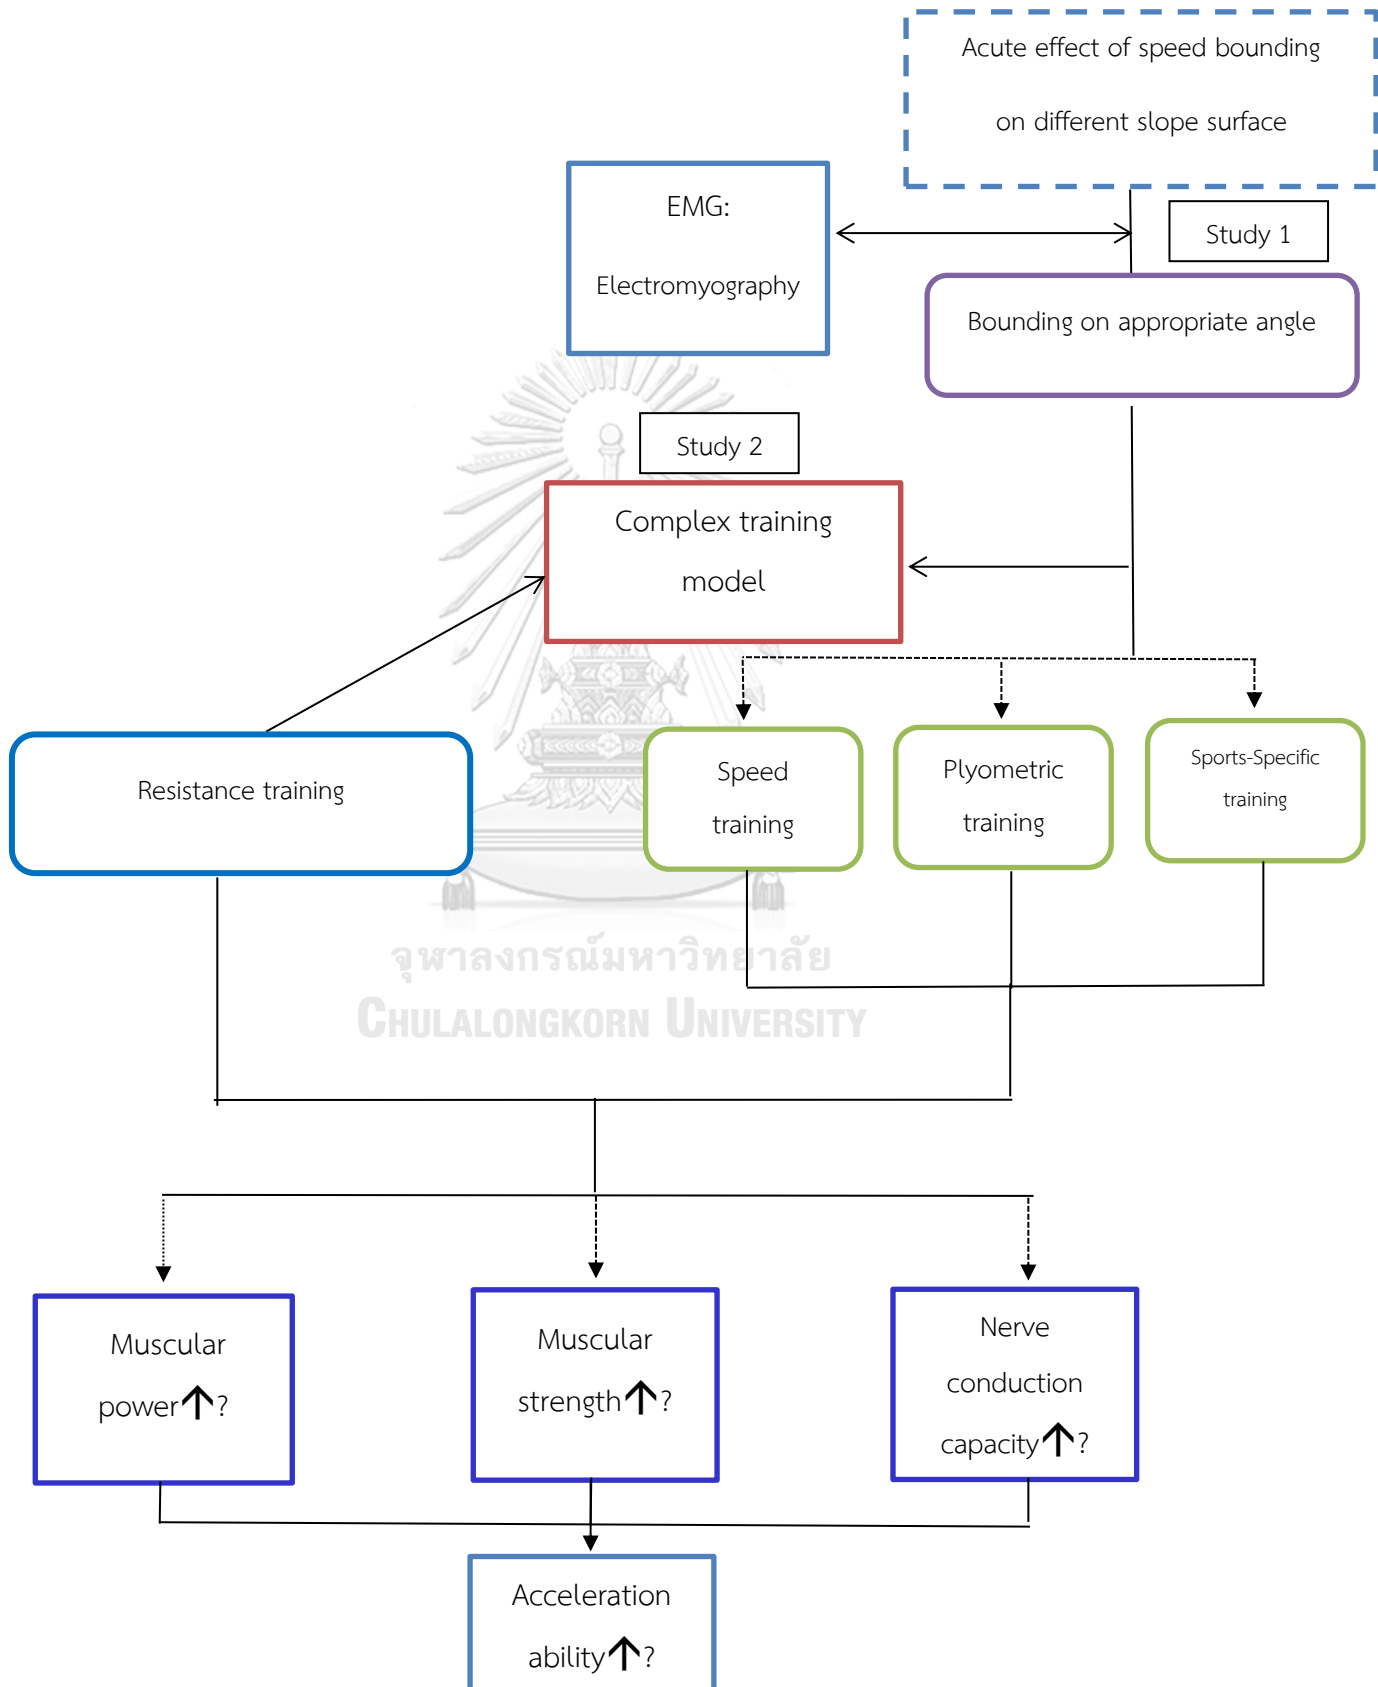 Acute effect of speed bounding
on different slope surface
EMG:
Electromyography
Study 1
Bounding on appropriate angle
Study 2
Complex training
model
Resistance training
Speed
training
Plyometric
training
Sports-Specific
training
จุฬาลงกรณ์มหาวิทยาลัย
CHULALONGKORN UNIVERSITY
Muscular
power↑?
Muscular
strength↑?
Nerve
conduction
capacity↑?
Acceleration
ability↑?